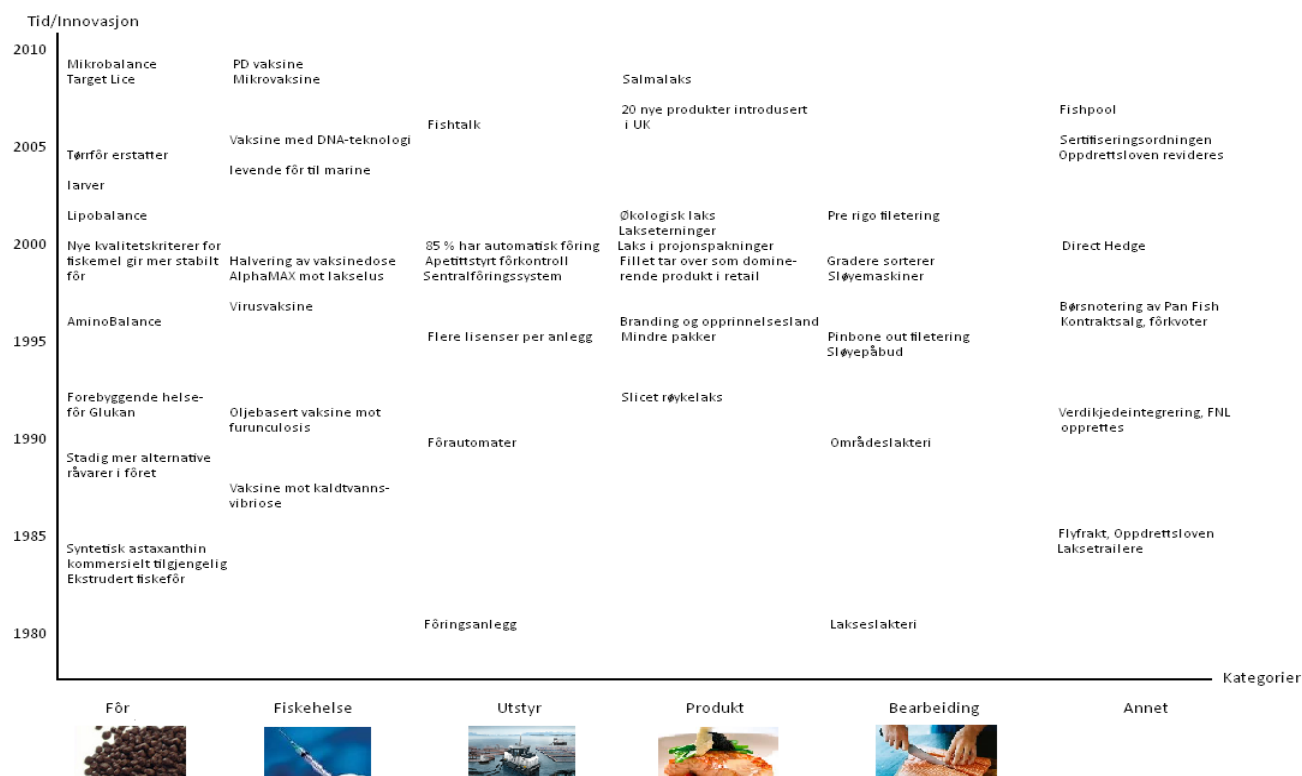 Tid/Innovasjon
2010
Mikrobalance
Target Lice
PD vaksine
Mikrovaksine
Salmalaks
20 nye produkter introdusert
i UK
Fishpool
Fishtalk
Vaksine med DNA-teknologi
Sertifiseringsordningen
Oppdrettsloven revideres
2005
Tørrfôr erstatter
levende fôr til marine
larver
Lipobalance
Økologisk laks
Lakseterninger
Pre rigo filetering
2000
Nye kvalitetskriterer for
fiskemel gir mer stabilt
fôr
Halvering av vaksinedose
AlphaMAX mot lakselus
85 % har automatisk fôring
Apetittstyrt fôrkontroll
Sentralfôringssystem
Laks i projonspakninger
Fillet tar over som domine-
rende produkt i retail
Gradere sorterer
Sløyemaskiner
Direct Hedge
Virusvaksine
Børsnotering av Pan Fish
Kontraktsalg, fôrkvoter
AminoBalance
Branding og opprinnelsesland
Mindre pakker
1995
Flere lisenser per anlegg
Pinbone out filetering
Sløyepåbud
Forebyggende helse-
fôr Glukan
Slicet røykelaks
Oljebasert vaksine mot
furunculosis
Verdikjedeintegrering, FNL
opprettes
1990
Fôrautomater
Områdeslakteri
Stadig mer alternative
råvarer i fôret
Vaksine mot kaldtvanns-
vibriose
1985
Flyfrakt, Oppdrettsloven
Laksetrailere
Syntetisk astaxanthin
kommersielt tilgjengelig
Ekstrudert fiskefôr
1980
Fôringsanlegg
Lakseslakteri
Kategorier
Fôr
Fiskehelse
Utstyr
Produkt
Bearbeiding
Annet